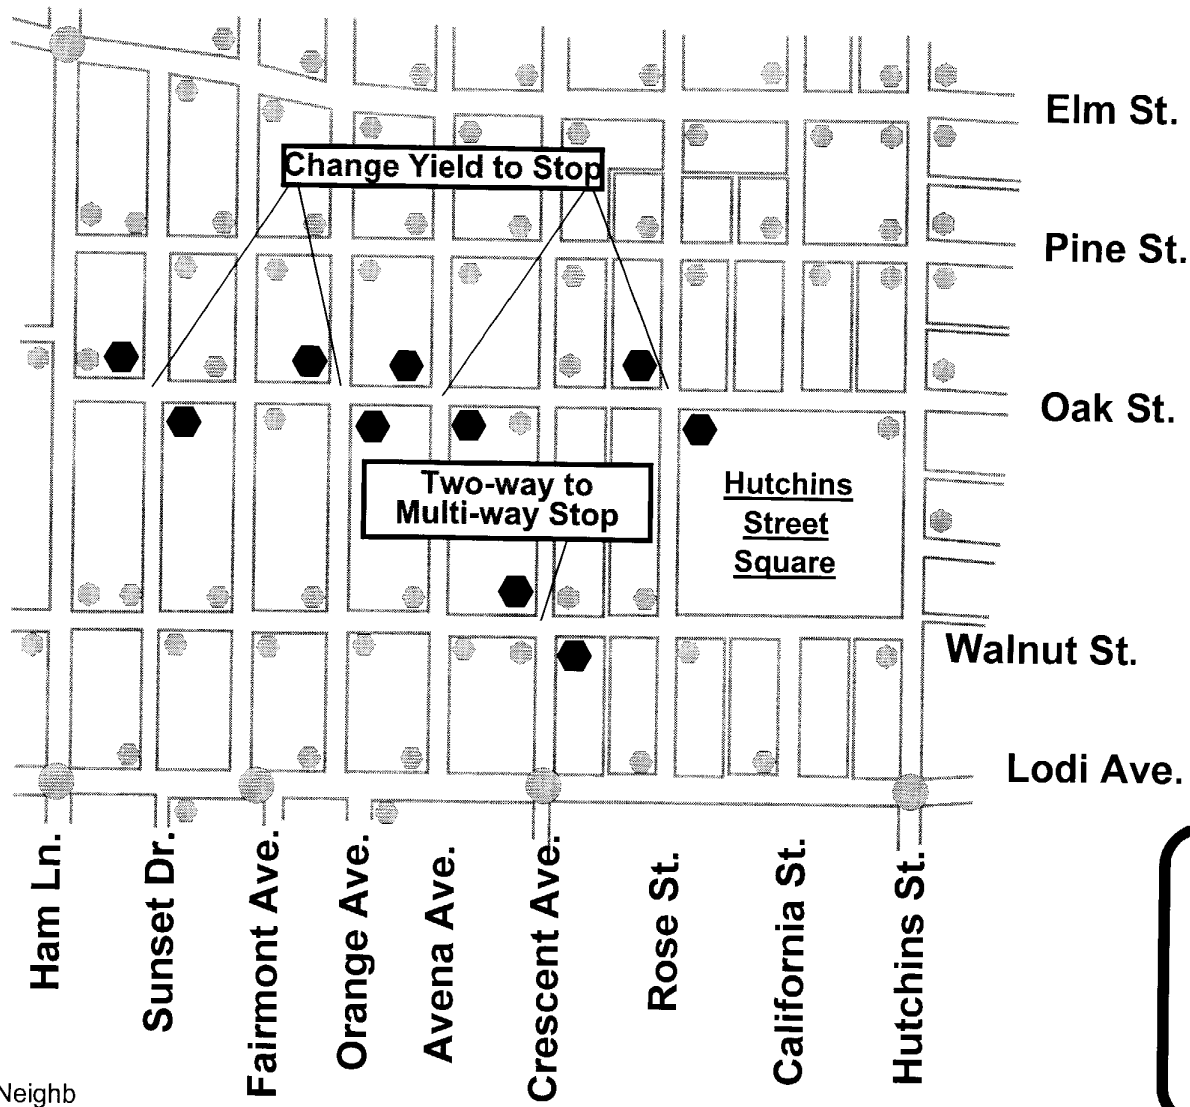 Elm St.
Change Yield to Stop
Pine St.
Oak St.
Two-way to
Multi-way Stop
Hutchins
Street
Square
Walnut St.
Lodi Ave.
Ham Ln.
Sunset Dr.
Fairmont Ave.
Orange Ave.
Avena Ave.
Crescent Ave.
Rose St.
California St.
Hutchins St.
Neighb